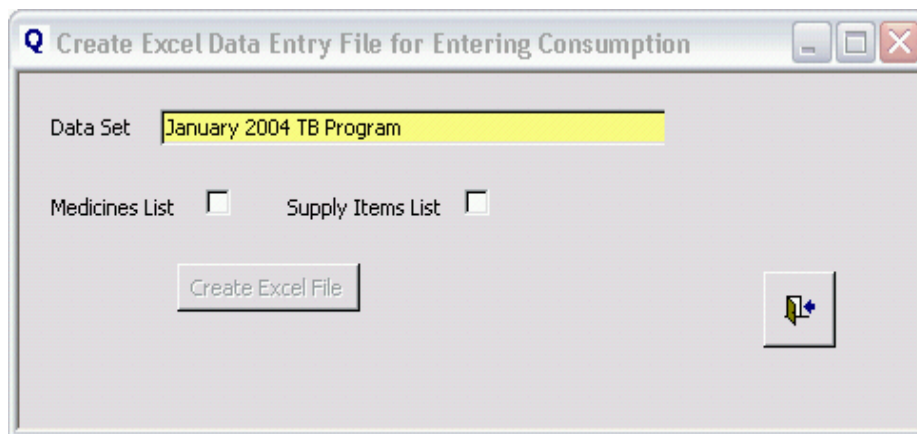 Q Create Excel Data Entry File for Entering Consumption
Data Set January 2004 TB Program
Medicines List Supply Items List
Create Excel File